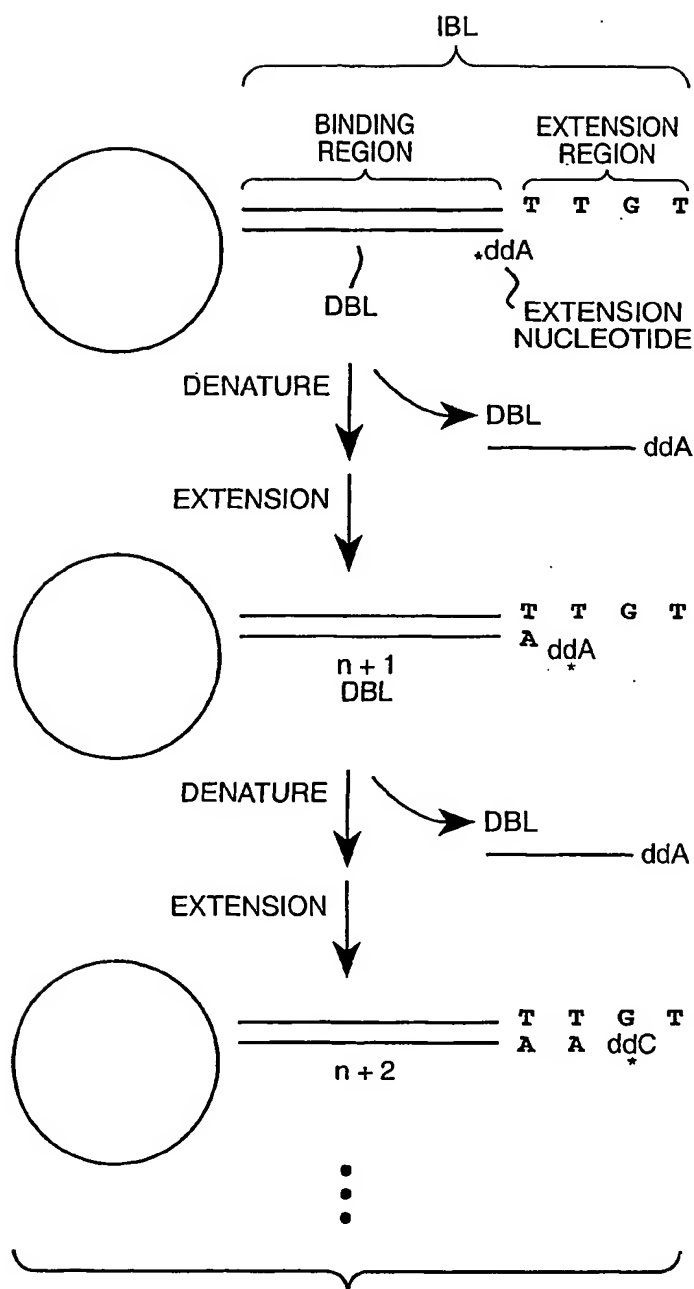 IBL
BINDING REGION
EXTENSION REGION
T T G T
*ddA
DBL
EXTENSION NUCLEOTIDE
DENATURE
DBL
ddA
EXTENSION
T T G T
A ddA
*
n + 1
DBL
DENATURE
DBL
ddA
EXTENSION
T T G T
A A ddC
*
n + 2